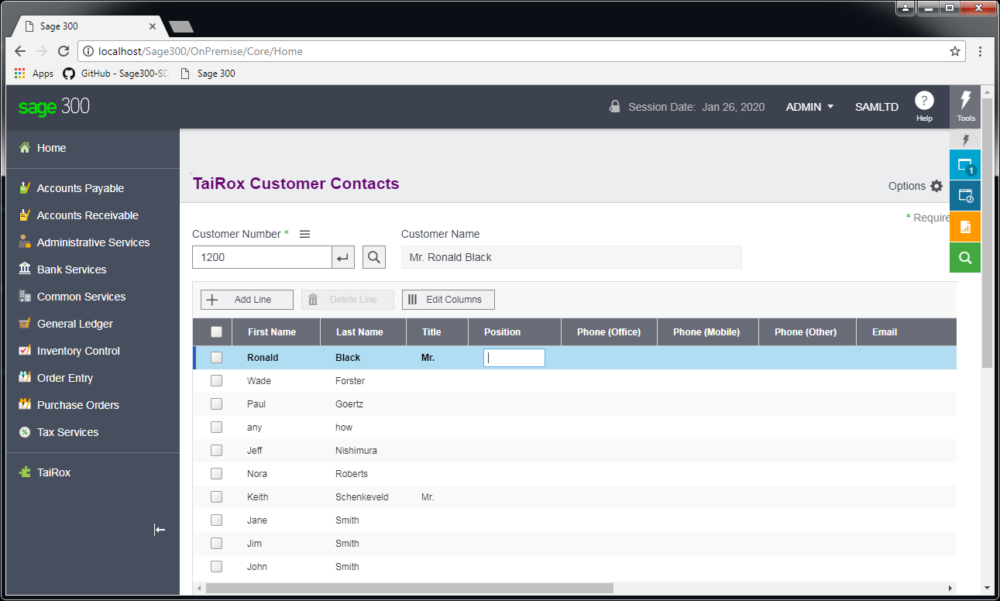 Sage 300
localhost/Sage300/OnPremise/Core/Home
Apps GitHub - Sage300-SD Sage 300
sage 300
Session Date: Jan 26, 2020 ADMIN SAMLTD ? Help Tools
Home
1
TaiRox Customer Contacts
Options
Accounts Payable
Accounts Receivable
Administrative Services
Bank Services
Common Services
General Ledger
Inventory Control
Order Entry
Purchase Orders
Tax Services
TaiRox
* Require
Customer Number * Customer Name
1200 Mr. Ronald Black
Add Line Delete Line Edit Columns
First Name Last Name Title Position Phone (Office) Phone (Mobile) Phone (Other) Email
Ronald Black Mr.
Wade Forster
Paul Goertz
any how
Jeff Nishimura
Nora Roberts
Keith Schenkeveld Mr.
Jane Smith
Jim Smith
John Smith